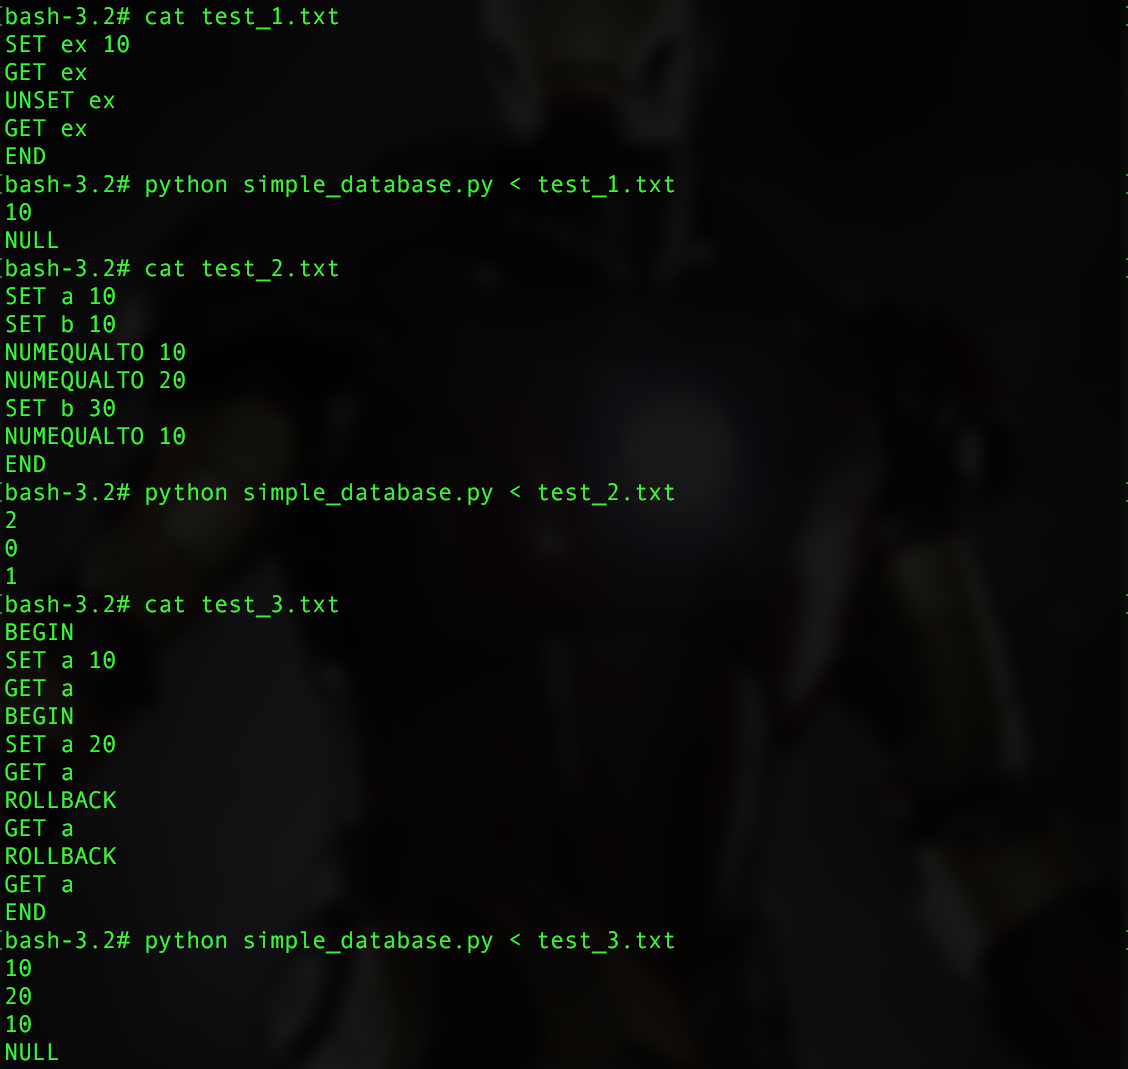 [bash-3.2# cat test_1.txt
SET ex 10
GET ex
UNSET ex
GET ex
END
[bash-3.2# python simple_database.py < test_1.txt
10
NULL
[bash-3.2# cat test_2.txt
SET a 10
SET b 10
NUMEQUALTO 10
NUMEQUALTO 20
SET b 30
NUMEQUALTO 10
END
[bash-3.2# python simple_database.py < test_2.txt
2
0
1
[bash-3.2# cat test_3.txt
BEGIN
SET a 10
GET a
BEGIN
SET a 20
GET a
ROLLBACK
GET a
ROLLBACK
GET a
END
[bash-3.2# python simple_database.py < test_3.txt
10
20
10
NULL